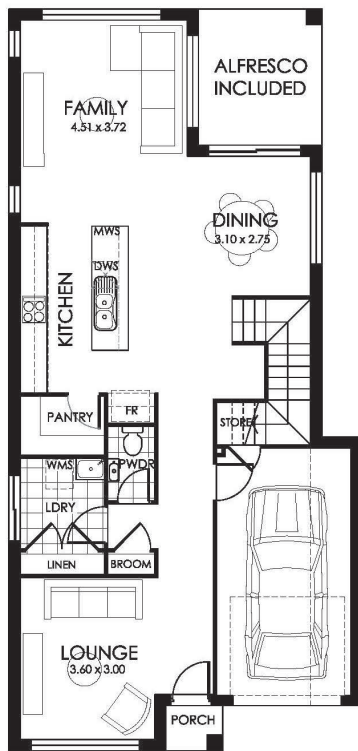 ALFRESCO
INCLUDED
FAMILY
4.51 x 3.72
DINING
3.10 x 2.75
MWS
DWS
KITCHEN
PANTRY
FR
STORE
PWDR
WMS
LDRY
LINEN
BROOM
LOUNGE
3.60 x 3.00
PORCH